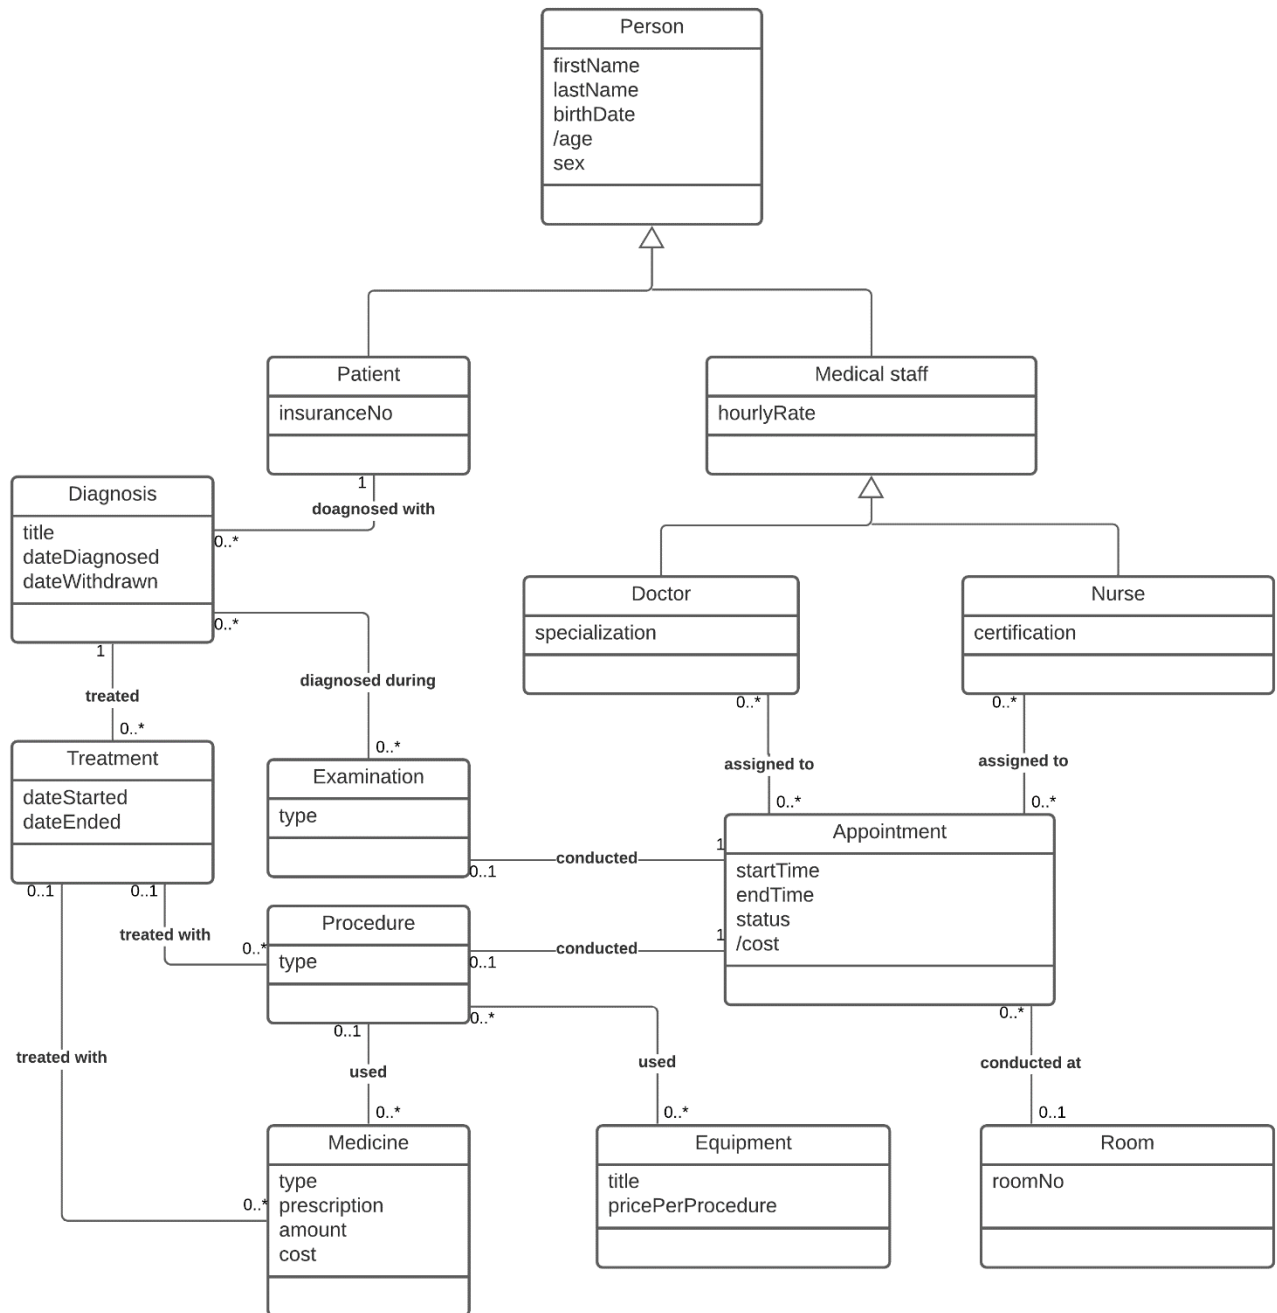 Person
firstName
lastName
birthDate
/age
sex
Patient
insuranceNo
Medical staff
hourlyRate
1
doagnosed with
0..*
Diagnosis
title
dateDiagnosed
dateWithdrawn
0..*
1
diagnosed during
0..*
treated
0..*
Doctor
specialization
Nurse
certification
0..*
assigned to
0..*
0..*
assigned to
0..*
Treatment
dateStarted
dateEnded
0..1
0..1
Examination
type
0..1
conducted
1
Appointment
startTime
endTime
status
/cost
treated with
0..*
Procedure
type
0..1
conducted
1
0..1
0..*
0..*
treated with
used
used
conducted at
0..*
0..*
0..1
0..*
Medicine
type
prescription
amount
cost
Equipment
title
pricePerProcedure
Room
roomNo